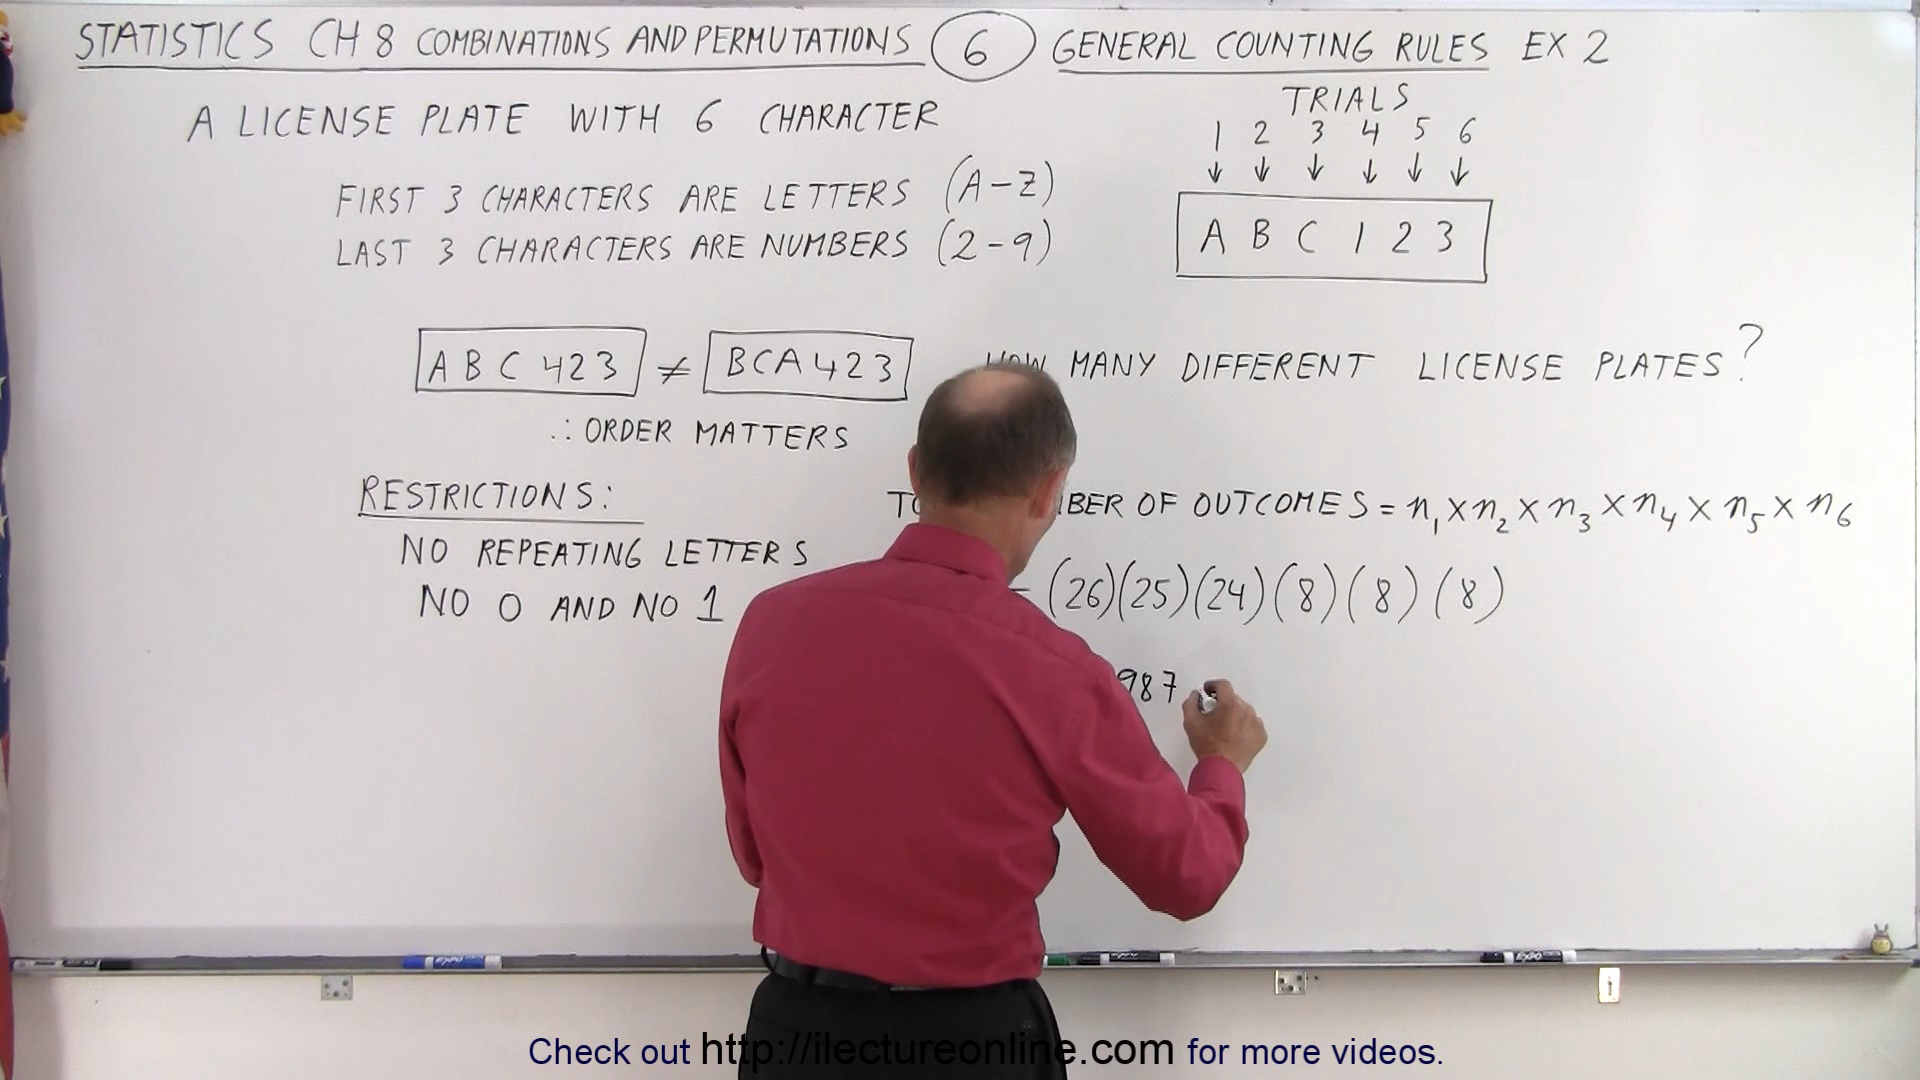 STATISTICS CH 8 COMBINATIONS AND PERMUTATIONS 6 GENERAL COUNTING RULES EX 2
A LICENSE PLATE WITH 6 CHARACTER
FIRST 3 CHARACTERS ARE LETTERS (A-Z)
LAST 3 CHARACTERS ARE NUMBERS (2-9)
TRIALS
1 2 3 4 5 6
↓ ↓ ↓ ↓ ↓ ↓
A B C 1 2 3
A B C 423 ≠ BCA 423
∴ ORDER MATTERS
HOW MANY DIFFERENT LICENSE PLATES?
RESTRICTIONS:
NO REPEATING LETTERS
NO 0 AND NO 1
OF OUTCOMES = n₁ × n₂ × n₃ × n₄ × n₅ × n₆
= (26)(25)(24)(8)(8)(8)
987
Check out http://ilectureonline.com for more videos.